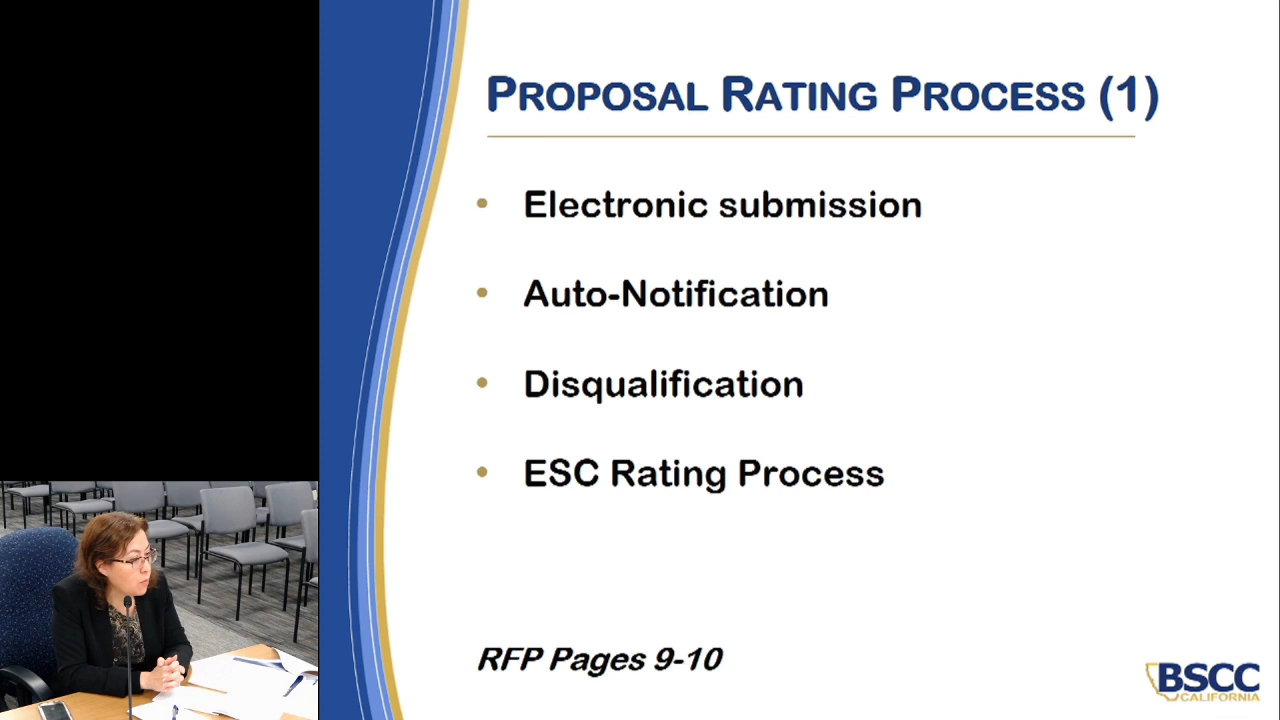 PROPOSAL RATING PROCESS (1)
• Electronic submission
• Auto-Notification
• Disqualification
• ESC Rating Process
RFP Pages 9-10
BSCC
CALIFORNIA